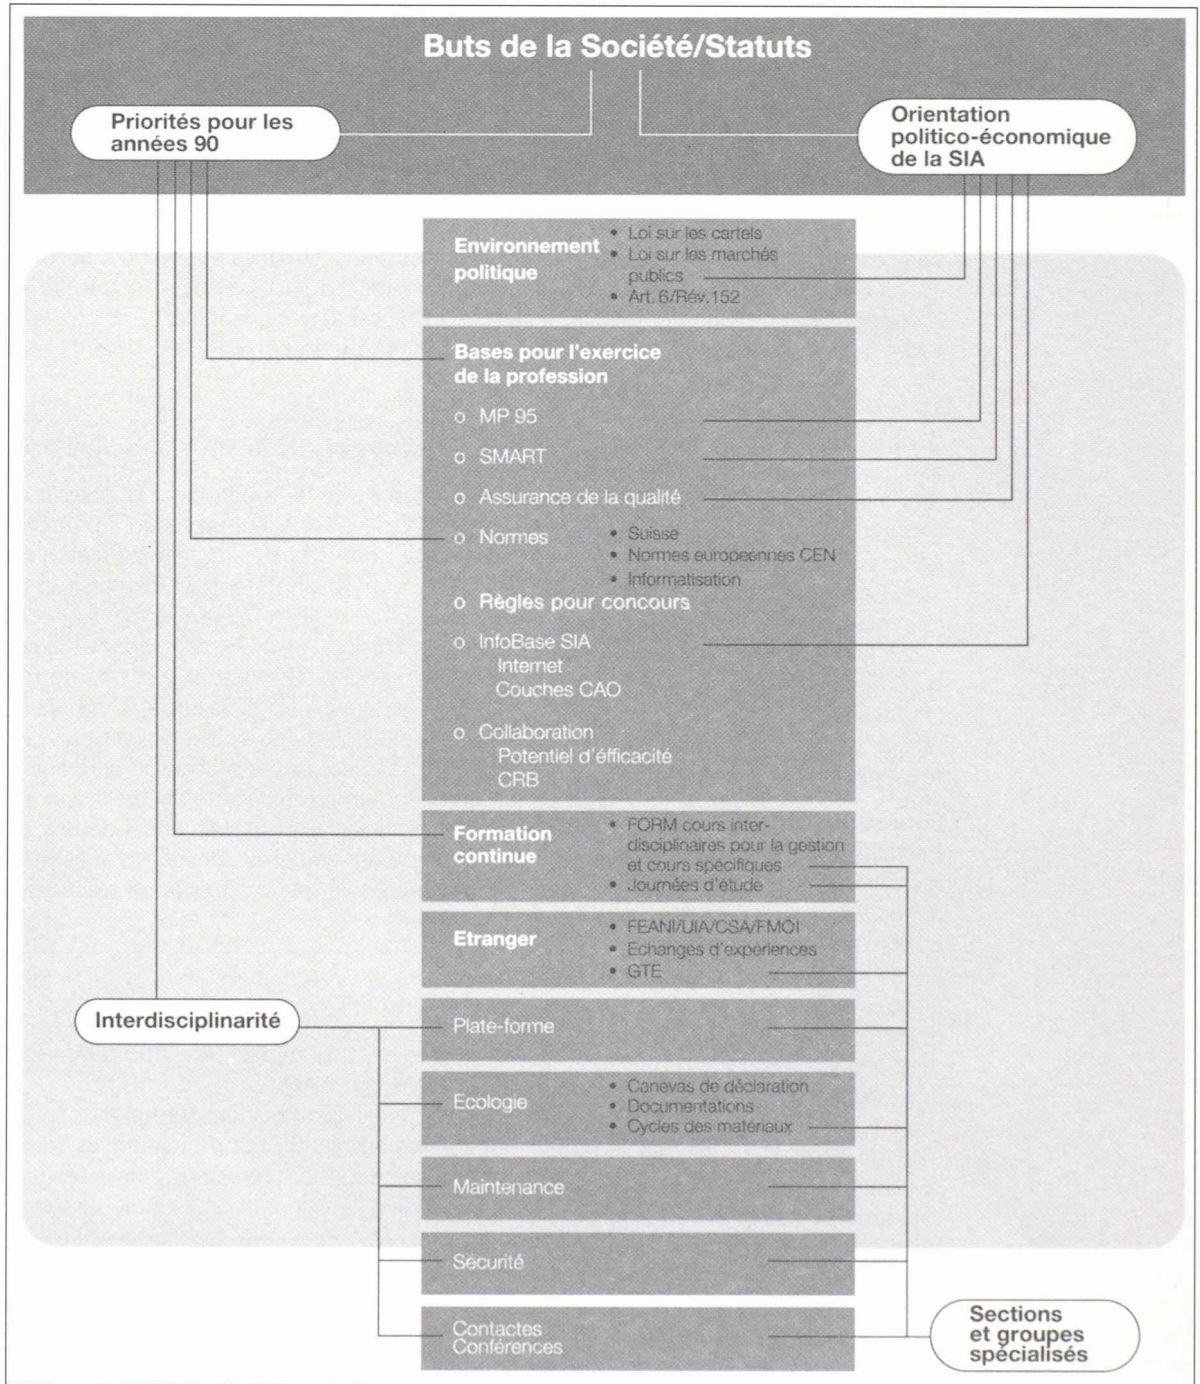 Buts de la Société/Statuts
Priorités pour les
années 90
Orientation
politico-économique
de la SIA
Environnement
politique
• Loi sur les cartels
• Loi sur les marchés
publics
• Art. 6/Rév.152
Bases pour l'exercice
de la profession
o MP 95
o SMART
o Assurance de la qualité
o Normes
• Suisse
• Normes européennes CEN
• Informatisation
o Règles pour concours
o InfoBase SIA
Internet
Couches CAO
o Collaboration
Potentiel d'éfficacité
CRB
Formation
continue
• FORM cours inter-
disciplinaires pour la gestion
et cours spécifiques
• Journées d'étude
Etranger
• FEANI/UIA/CSA/FMOI
• Echanges d'expériences
• GTE
Interdisciplinarité
Plate-forme
Ecologie
• Canevas de déclaration
• Documentations
• Cycles des matériaux
Maintenance
Sécurité
Contactes
Conférences
Sections
et groupes
spécialisés